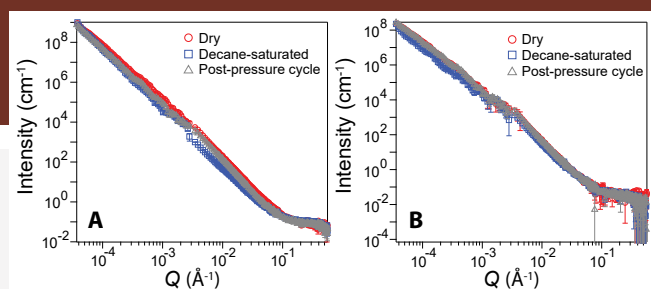 Intensity (cm⁻¹)
10⁸
10⁶
10⁴
10²
10⁰
10⁻²
Dry
Decane-saturated
Post-pressure cycle
A
10⁻⁴ 10⁻³ 10⁻² 10⁻¹
Q (Å⁻¹)
Intensity (cm⁻¹)
10⁸
10⁶
10⁴
10²
10⁰
10⁻²
10⁻⁴
Dry
Decane-saturated
Post-pressure cycle
B
10⁻⁴ 10⁻³ 10⁻² 10⁻¹
Q (Å⁻¹)